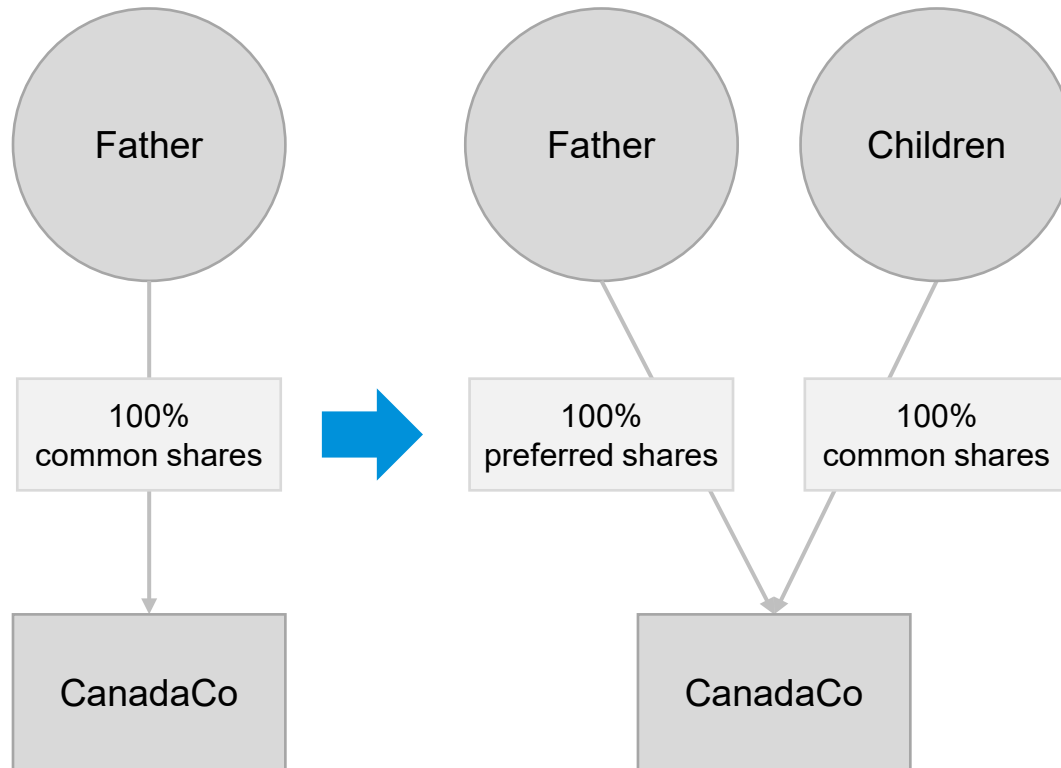 Father
Father
Children
100%
common shares
100%
preferred shares
100%
common shares
CanadaCo
CanadaCo